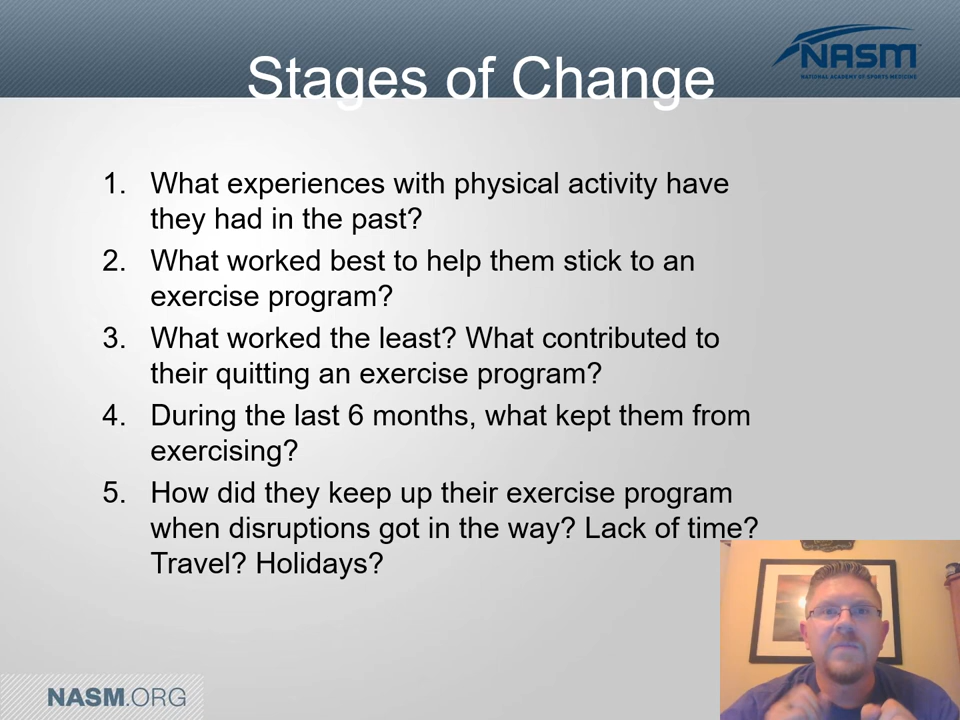 NASM
NATIONAL ACADEMY OF SPORTS MEDICINE
Stages of Change
1. What experiences with physical activity have
they had in the past?
2. What worked best to help them stick to an
exercise program?
3. What worked the least? What contributed to
their quitting an exercise program?
4. During the last 6 months, what kept them from
exercising?
5. How did they keep up their exercise program
when disruptions got in the way? Lack of time?
Travel? Holidays?
NASM.ORG